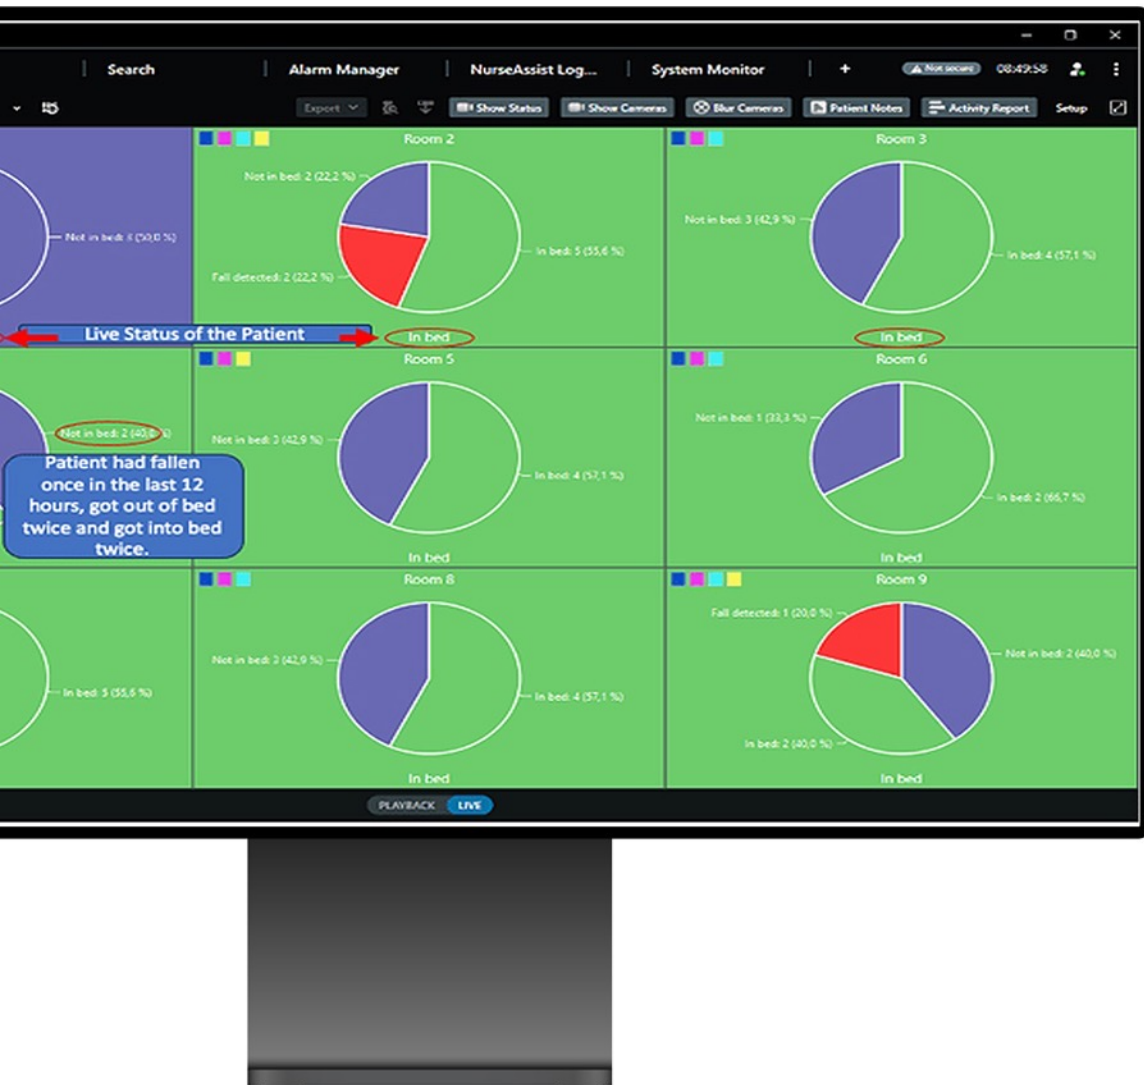 Search
Alarm Manager
NurseAssist Log...
System Monitor
+
Not secure
08:49:58
Export
Show Status
Show Cameras
Blur Cameras
Patient Notes
Activity Report
Setup
Room 2
Not in bed: 2 (22,2 %)
In bed: 5 (55,6 %)
Fall detected: 2 (22,2 %)
In bed
Room 3
Not in bed: 3 (42,9 %)
In bed: 4 (57,1 %)
In bed
Live Status of the Patient
Room 5
Not in bed: 3 (42,9 %)
In bed: 4 (57,1 %)
In bed
Room 6
Not in bed: 1 (33,3 %)
In bed: 2 (66,7 %)
In bed
Not in bed: 2 (40,0 %)
Patient had fallen
once in the last 12
hours, got out of bed
twice and got into bed
twice.
In bed: 5 (55,6 %)
Room 8
Not in bed: 3 (42,9 %)
In bed: 4 (57,1 %)
In bed
Room 9
Fall detected: 1 (20,0 %)
Not in bed: 2 (40,0 %)
In bed: 2 (40,0 %)
In bed
PLAYBACK
LIVE